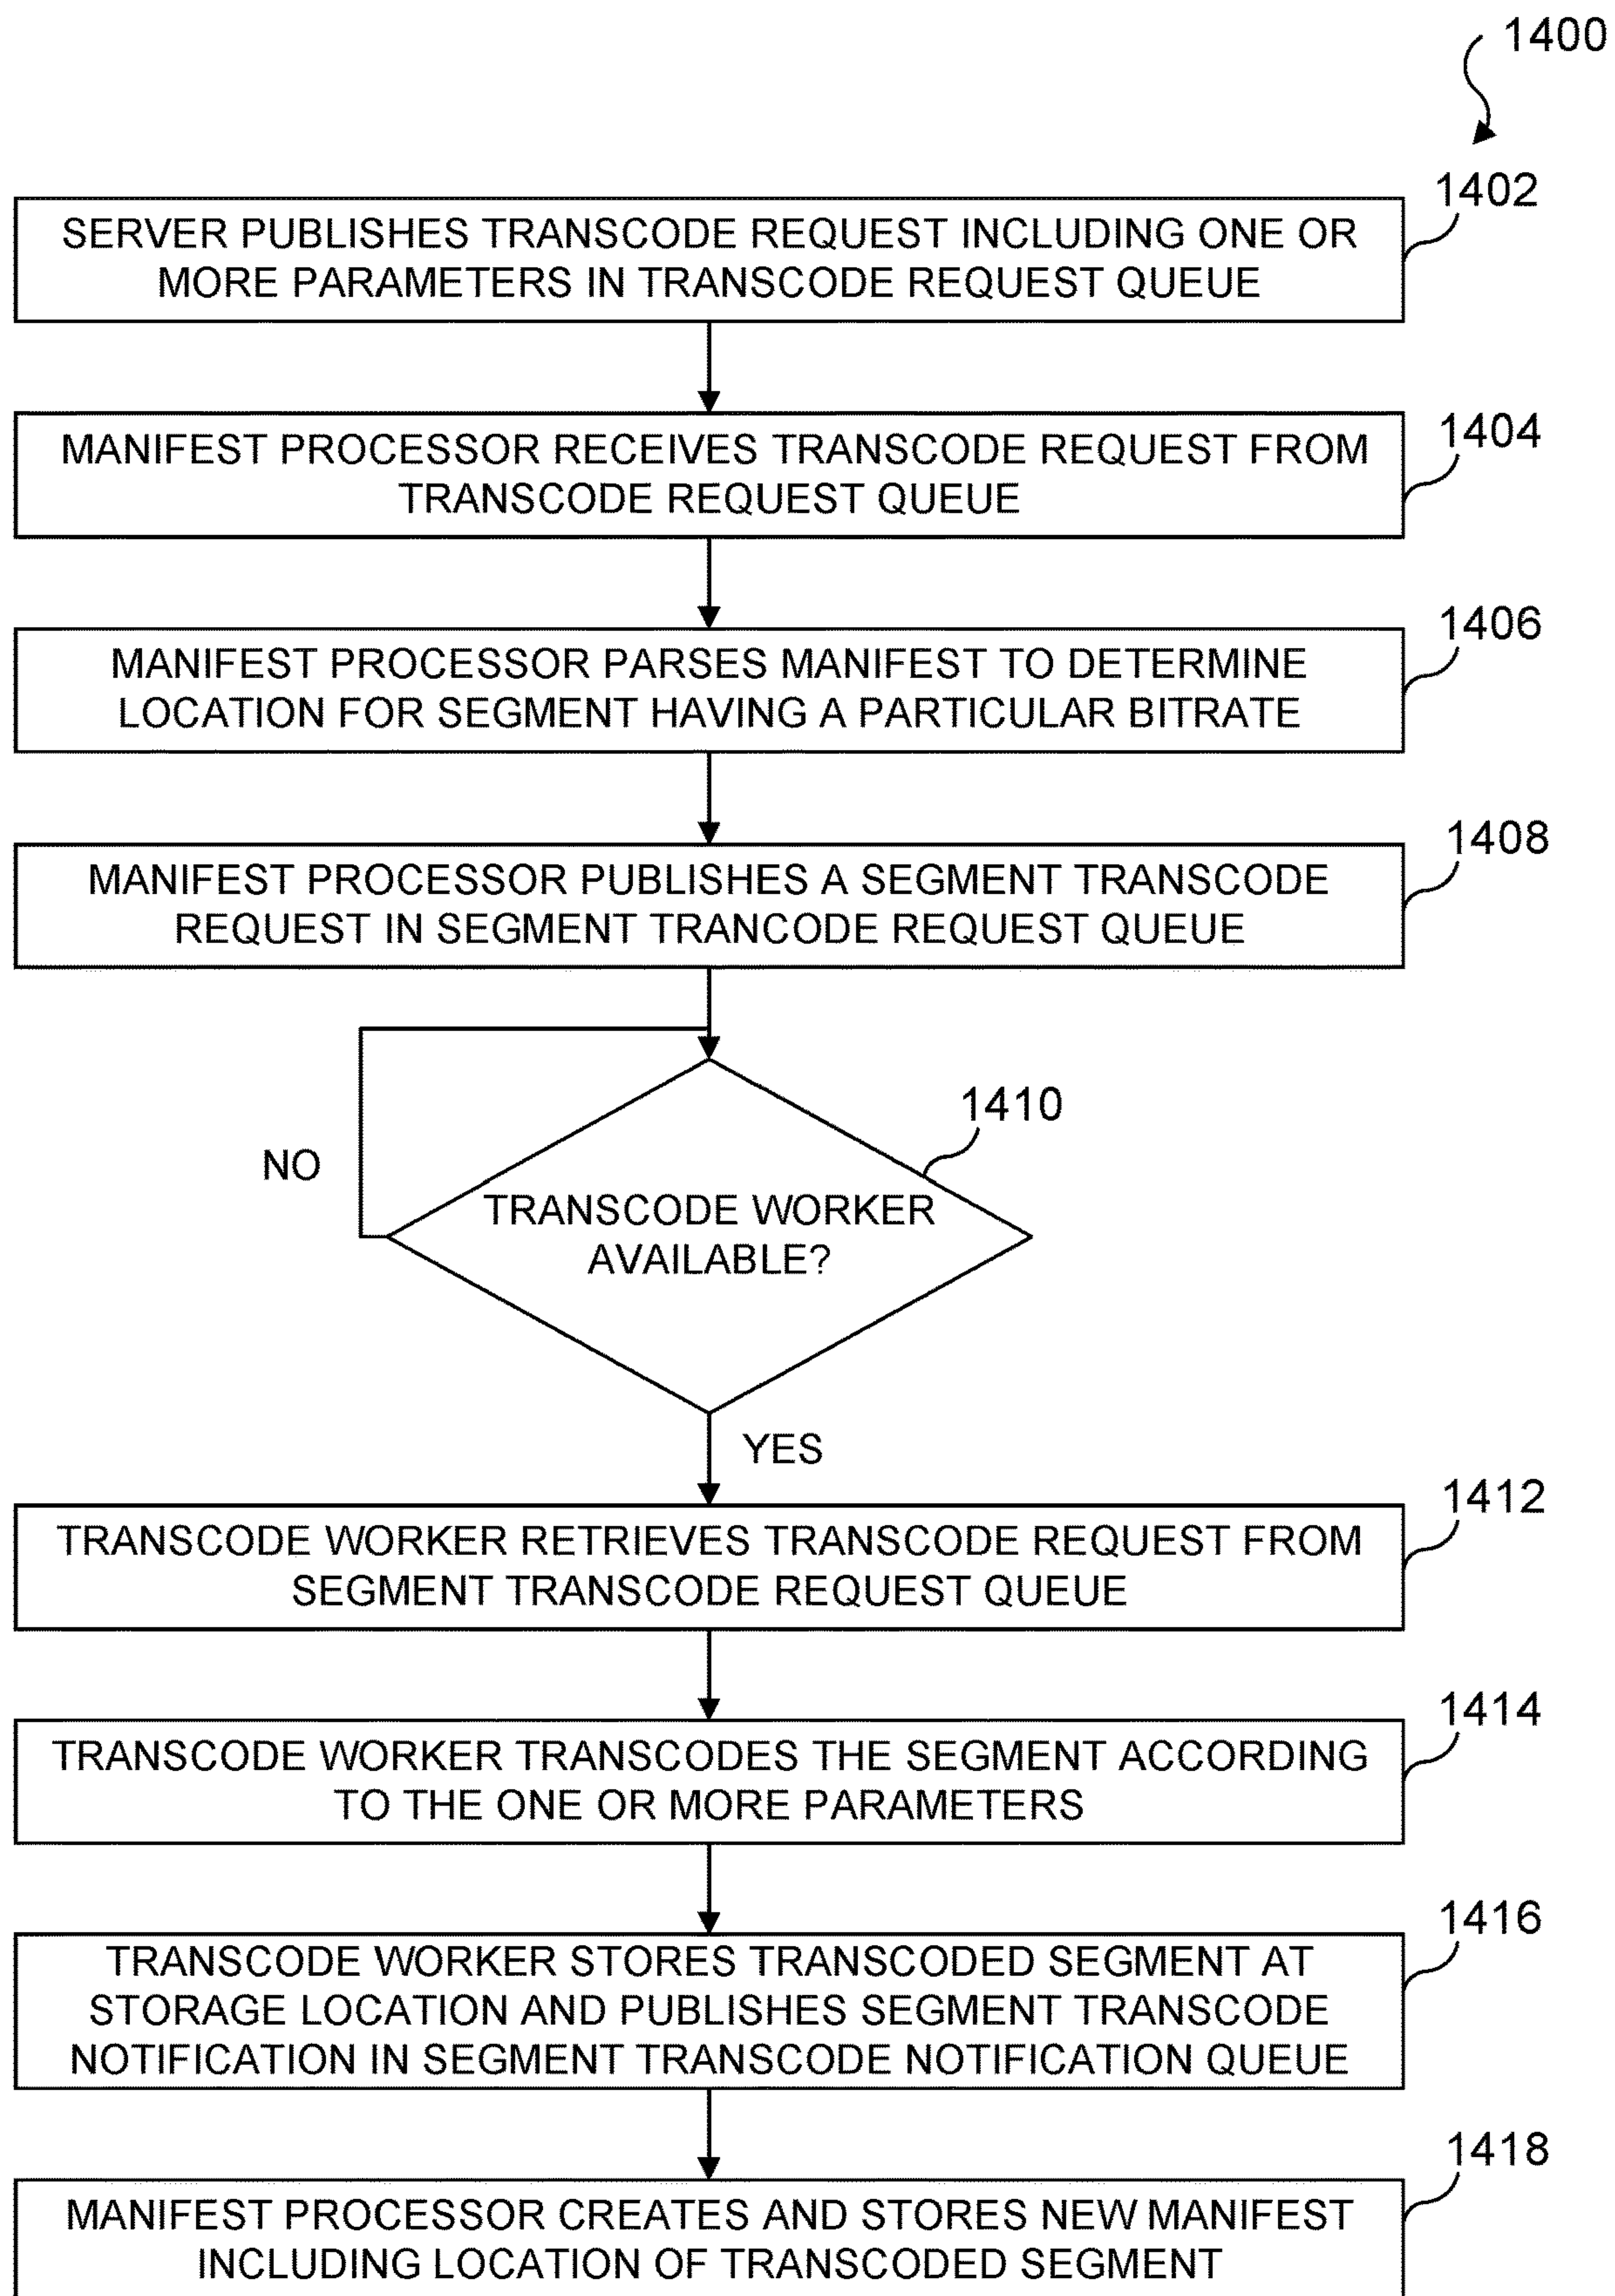 1400
1402
SERVER PUBLISHES TRANSCODE REQUEST INCLUDING ONE OR
MORE PARAMETERS IN TRANSCODE REQUEST QUEUE
1404
MANIFEST PROCESSOR RECEIVES TRANSCODE REQUEST FROM
TRANSCODE REQUEST QUEUE
1406
MANIFEST PROCESSOR PARSES MANIFEST TO DETERMINE
LOCATION FOR SEGMENT HAVING A PARTICULAR BITRATE
1408
MANIFEST PROCESSOR PUBLISHES A SEGMENT TRANSCODE
REQUEST IN SEGMENT TRANCODE REQUEST QUEUE
1410
NO
TRANSCODE WORKER
AVAILABLE?
YES
1412
TRANSCODE WORKER RETRIEVES TRANSCODE REQUEST FROM
SEGMENT TRANSCODE REQUEST QUEUE
1414
TRANSCODE WORKER TRANSCODES THE SEGMENT ACCORDING
TO THE ONE OR MORE PARAMETERS
1416
TRANSCODE WORKER STORES TRANSCODED SEGMENT AT
STORAGE LOCATION AND PUBLISHES SEGMENT TRANSCODE
NOTIFICATION IN SEGMENT TRANSCODE NOTIFICATION QUEUE
1418
MANIFEST PROCESSOR CREATES AND STORES NEW MANIFEST
INCLUDING LOCATION OF TRANSCODED SEGMENT